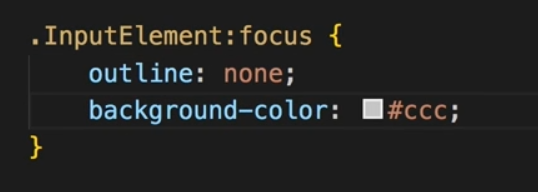 .InputElement:focus {
    outline: none;
    background-color: #ccc;
}